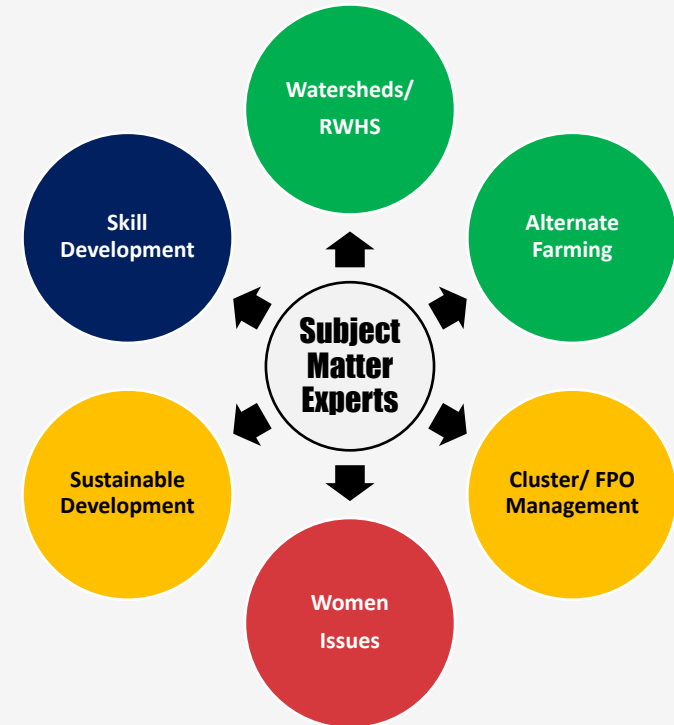 Watersheds/
RWHS
Skill
Development
Alternate
Farming
Subject
Matter
Experts
Sustainable
Development
Cluster/ FPO
Management
Women
Issues